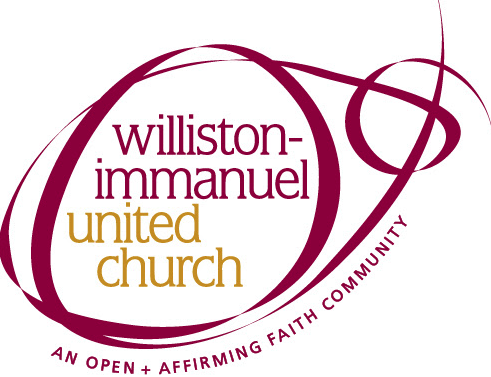 williston-
immanuel
united
church
AN OPEN + AFFIRMING FAITH COMMUNITY